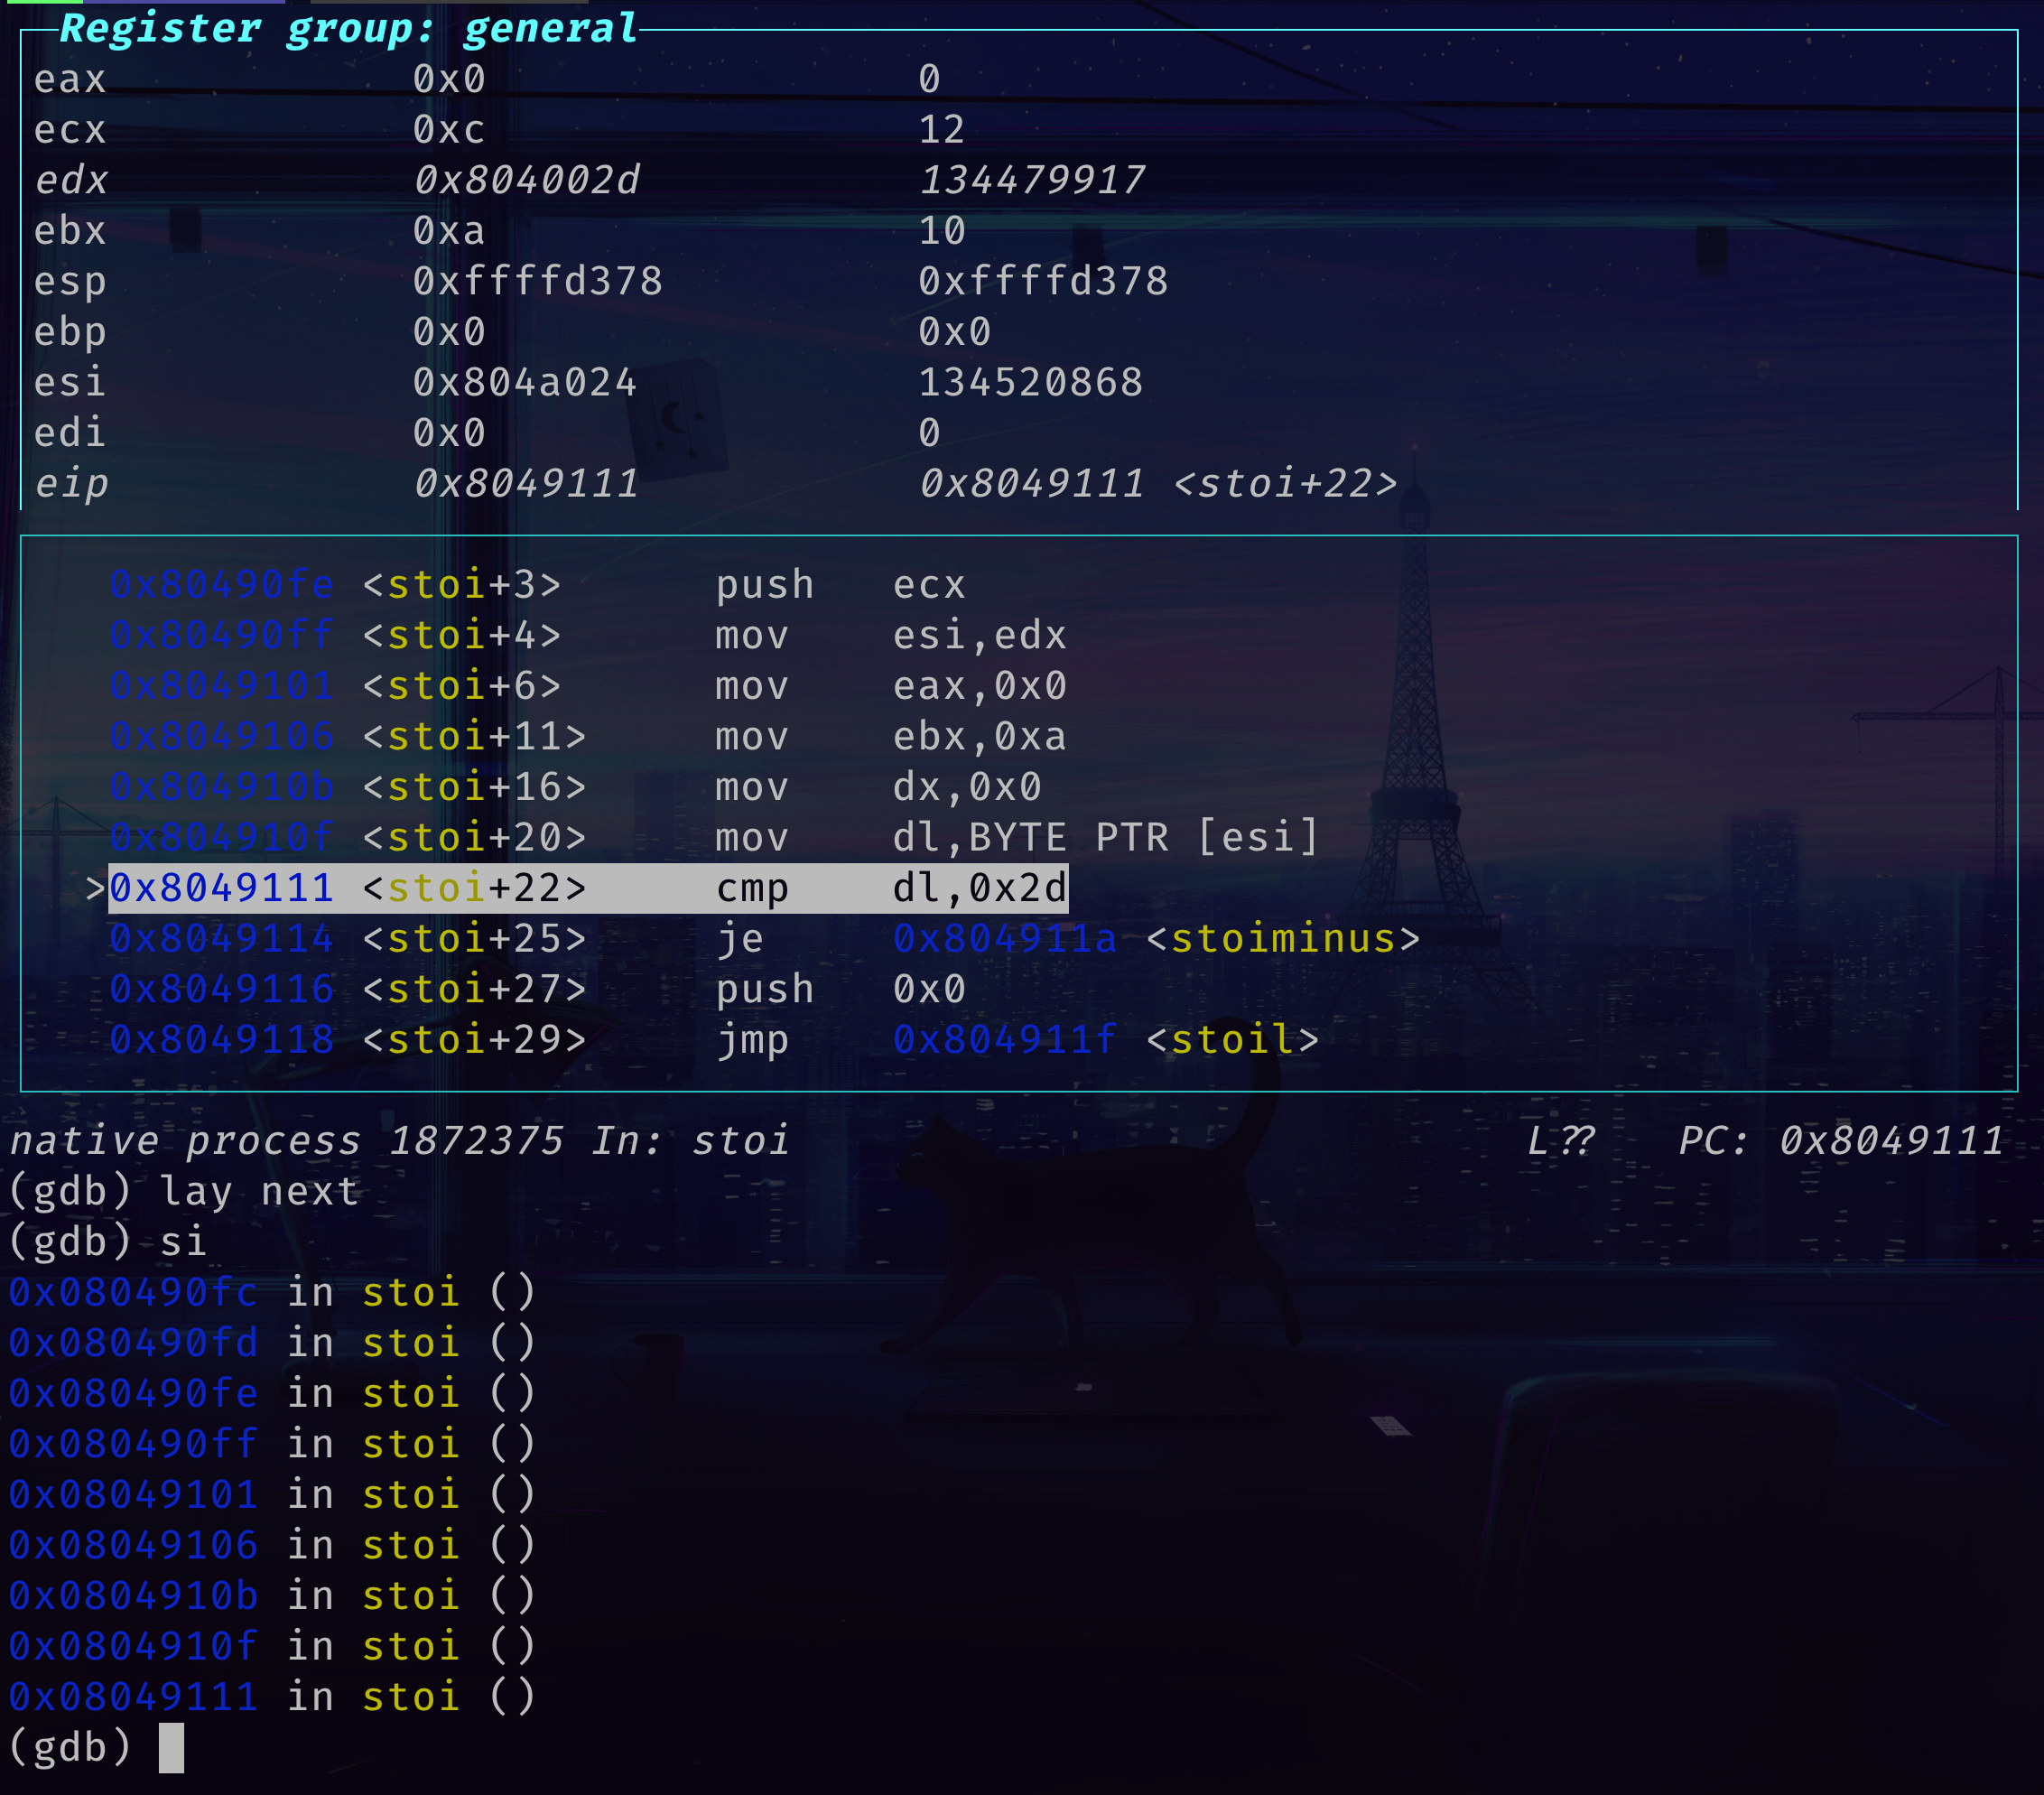 Register group: general
eax 0x0 0
ecx 0xc 12
edx 0x804002d 134479917
ebx 0xa 10
esp 0xffffd378 0xffffd378
ebp 0x0 0x0
esi 0x804a024 134520868
edi 0x0 0
eip 0x8049111 0x8049111 <stoi+22>
0x80490fe <stoi+3> push ecx
0x80490ff <stoi+4> mov esi,edx
0x8049101 <stoi+6> mov eax,0x0
0x8049106 <stoi+11> mov ebx,0xa
0x804910b <stoi+16> mov dx,0x0
0x804910f <stoi+20> mov dl,BYTE PTR [esi]
>0x8049111 <stoi+22> cmp dl,0x2d
0x8049114 <stoi+25> je 0x804911a <stoiminus>
0x8049116 <stoi+27> push 0x0
0x8049118 <stoi+29> jmp 0x804911f <stoil>
native process 1872375 In: stoi L?? PC: 0x8049111
(gdb) lay next
(gdb) si
0x080490fc in stoi ()
0x080490fd in stoi ()
0x080490fe in stoi ()
0x080490ff in stoi ()
0x08049101 in stoi ()
0x08049106 in stoi ()
0x0804910b in stoi ()
0x0804910f in stoi ()
0x08049111 in stoi ()
(gdb)